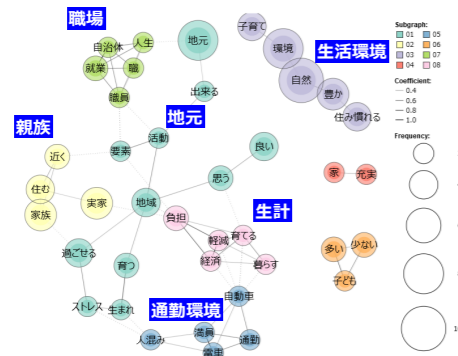 職場
自治体
人生
就業
職
職員
地元
出来る
子育て
環境
自然
豊か
住み慣れる
生活環境
地元
要素
活動
親族
近く
住む
家族
実家
地域
思う
良い
家
充実
過ごせる
育つ
ストレス
生まれ
生計
負担
軽減
育てる
経済
暮らす
多い
少ない
子ども
通勤環境
自動車
人混み
満員
電車
通勤
Subgraph:
01 05
02 06
03 07
04 08
Coefficient:
0.4
0.6
0.8
1.0
Frequency: